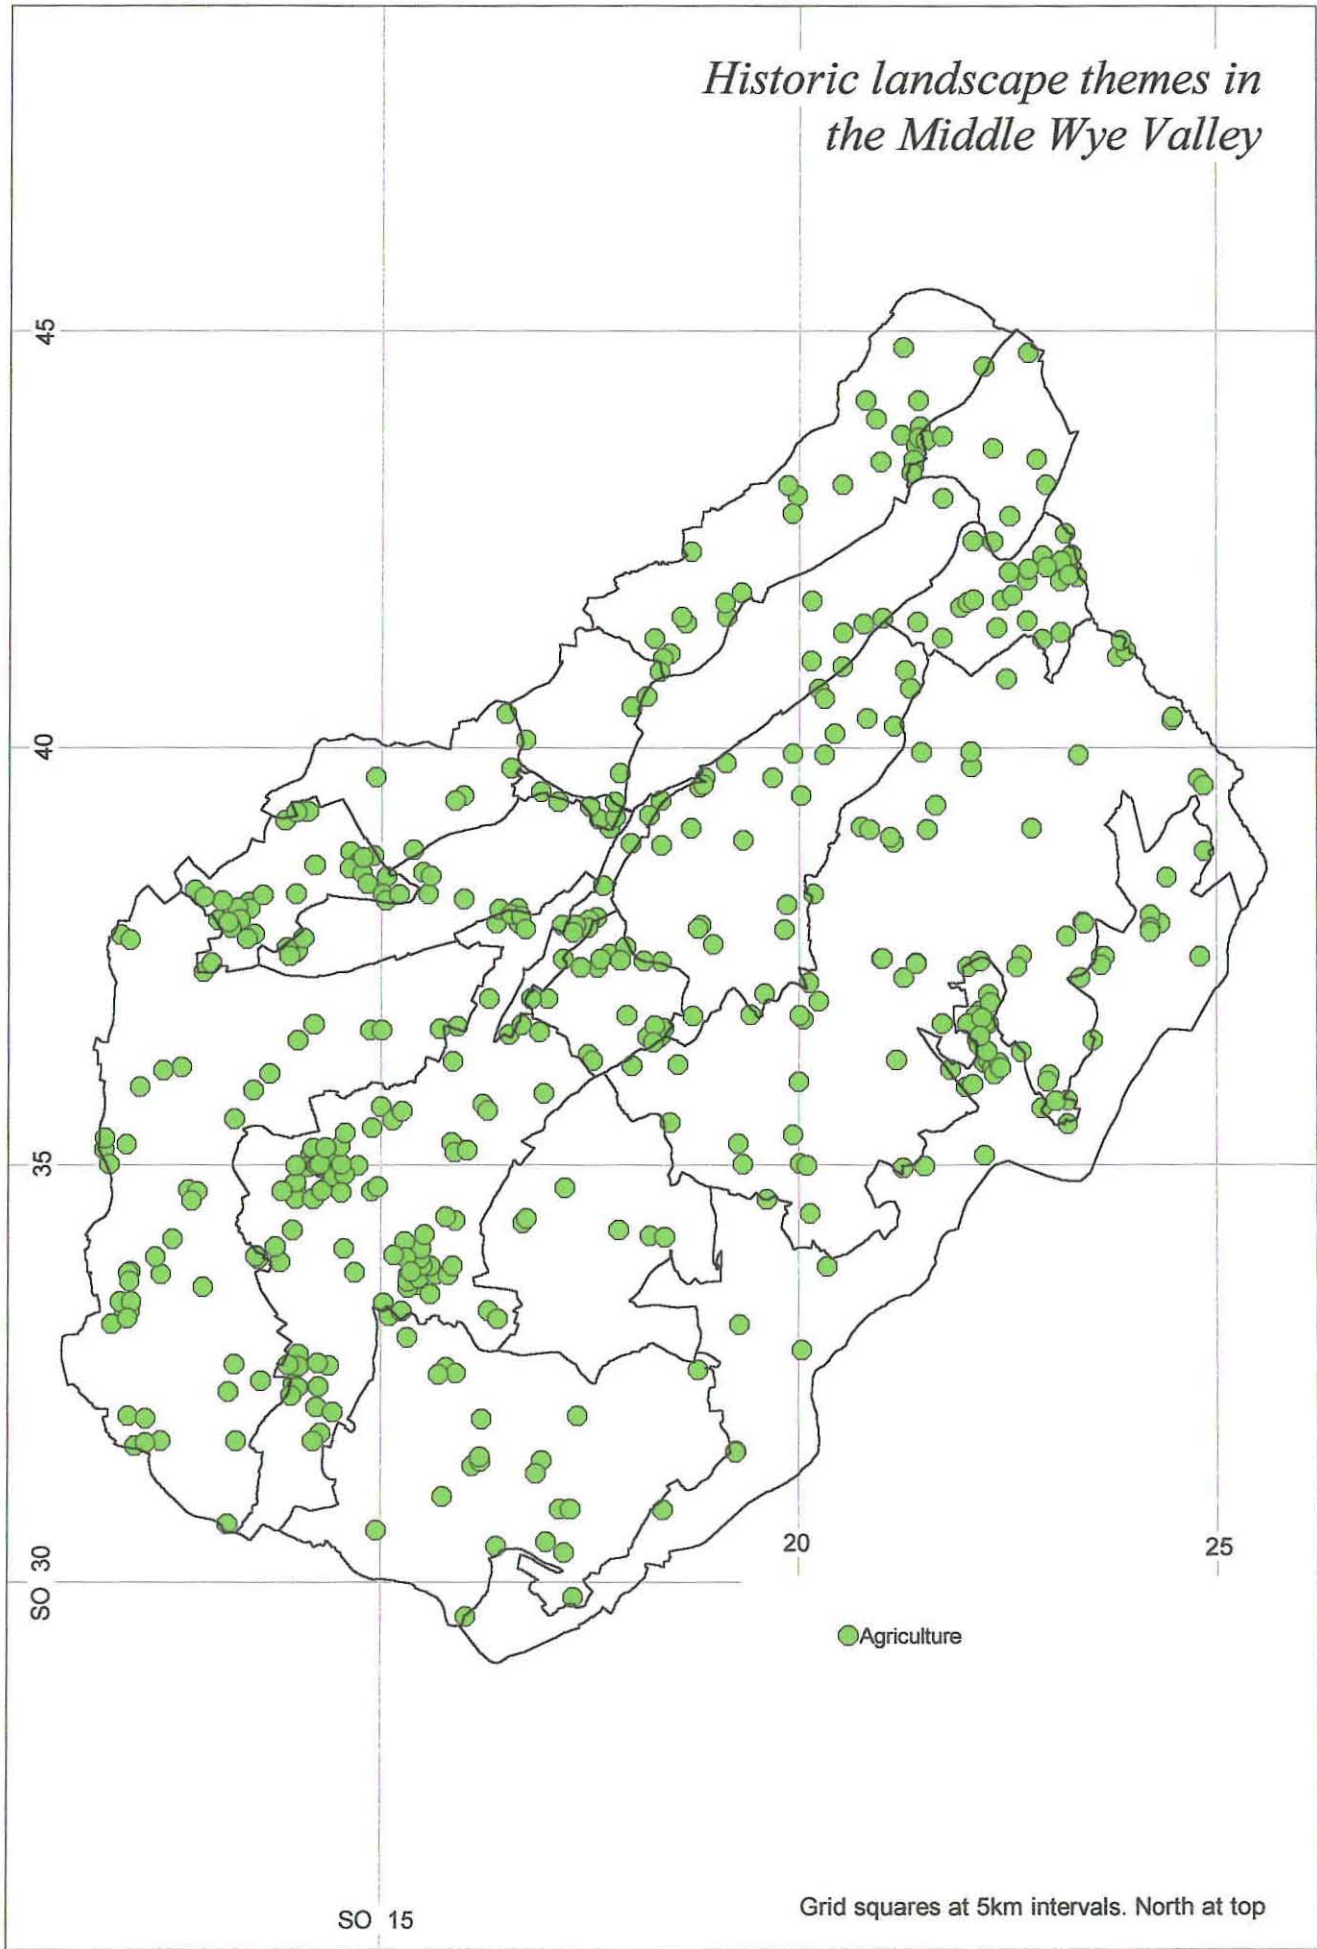 Historic landscape themes in
the Middle Wye Valley
45
40
35
20
25
SO 30
Agriculture
SO 15
Grid squares at 5km intervals. North at top